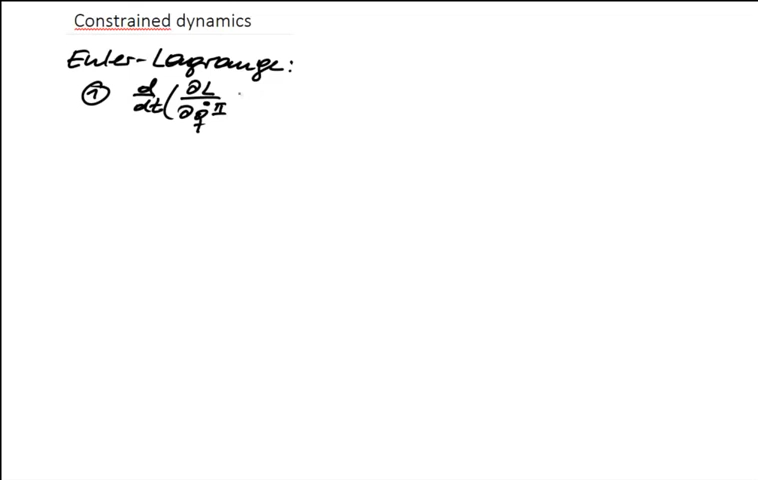 Constrained dynamics
Euler-Lagrange:
① d/dt ( ∂L/∂q̇^π